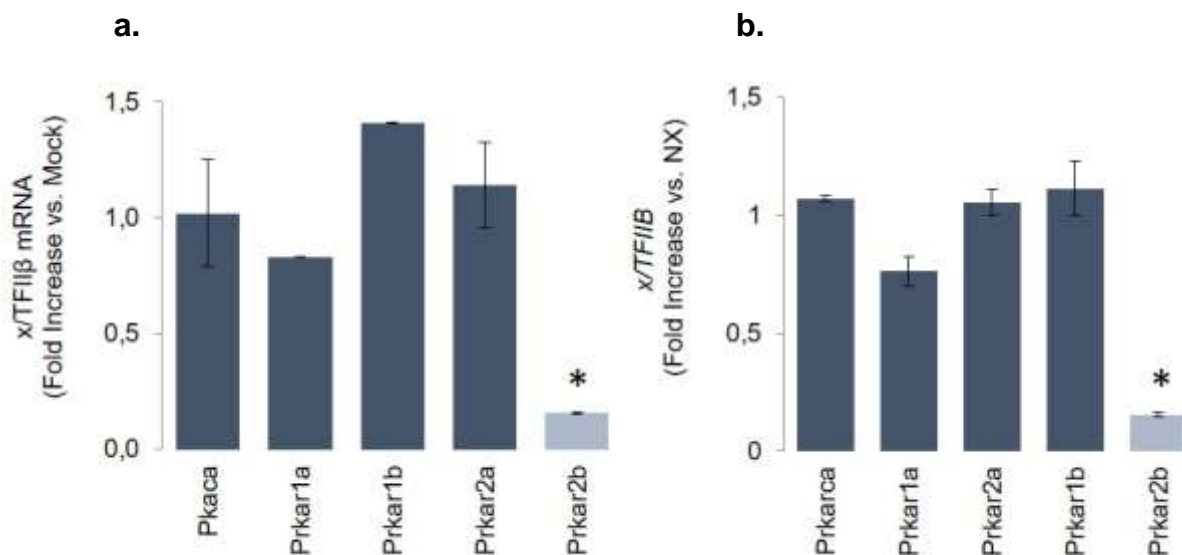 a.
x/TFIIβ mRNA
(Fold Increase vs. Mock)
1,5
1,0
0,5
0,0
*
Pkaca
Prkar1a
Prkar1b
Prkar2a
Prkar2b
b.
x/TFIIB
(Fold Increase vs. NX)
1,5
1
0,5
0
*
Prkarca
Prkar1a
Prkar2a
Prkar1b
Prkar2b